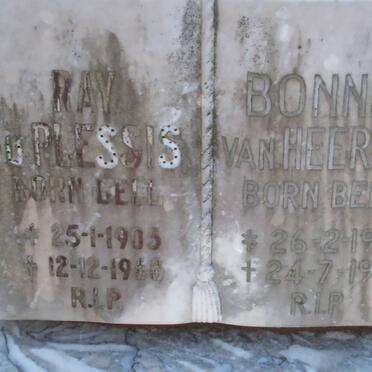 RAY
du PLESSIS
BORN BELL
* 25-1-1905
† 12-12-1966
R.I.P.
BONN
VAN HEER
BORN BE
* 26-2-19
† 24-7-19
R.I.P.